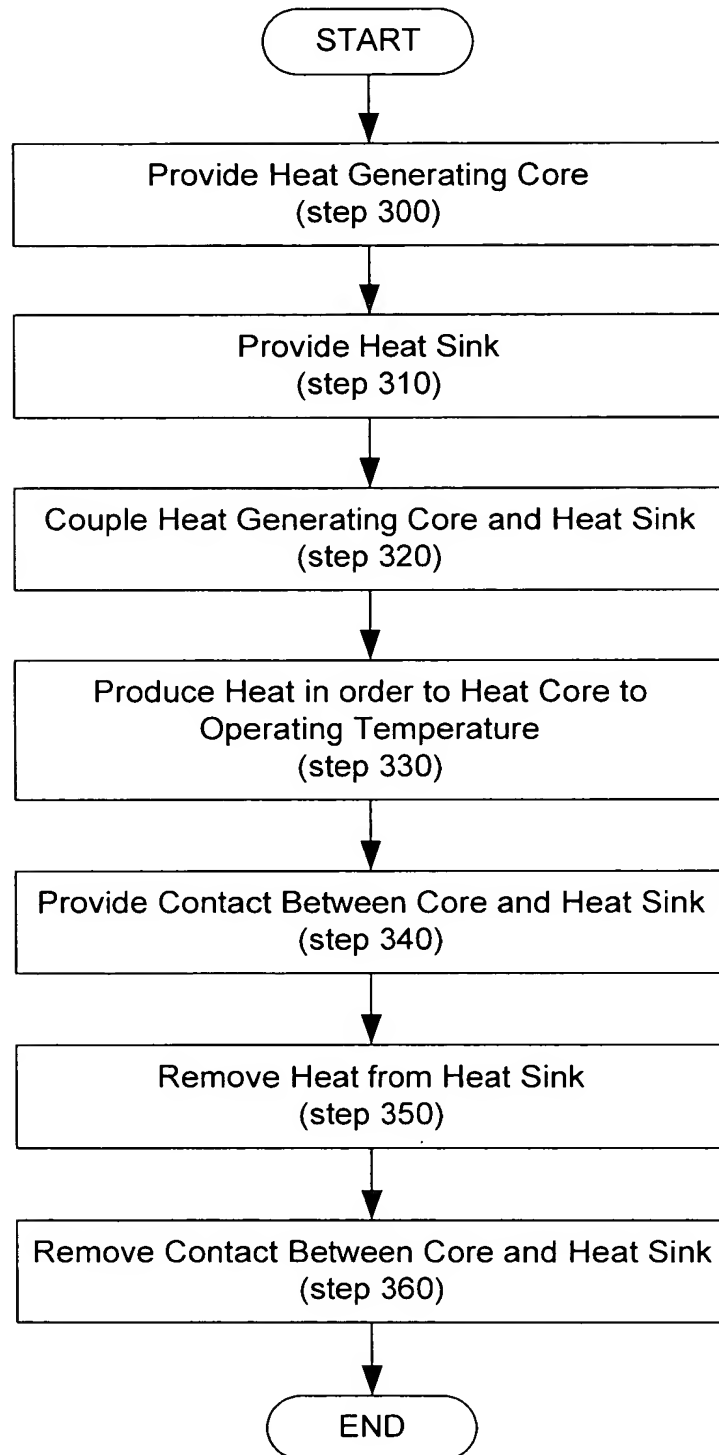 START
Provide Heat Generating Core
(step 300)
Provide Heat Sink
(step 310)
Couple Heat Generating Core and Heat Sink
(step 320)
Produce Heat in order to Heat Core to
Operating Temperature
(step 330)
Provide Contact Between Core and Heat Sink
(step 340)
Remove Heat from Heat Sink
(step 350)
Remove Contact Between Core and Heat Sink
(step 360)
END